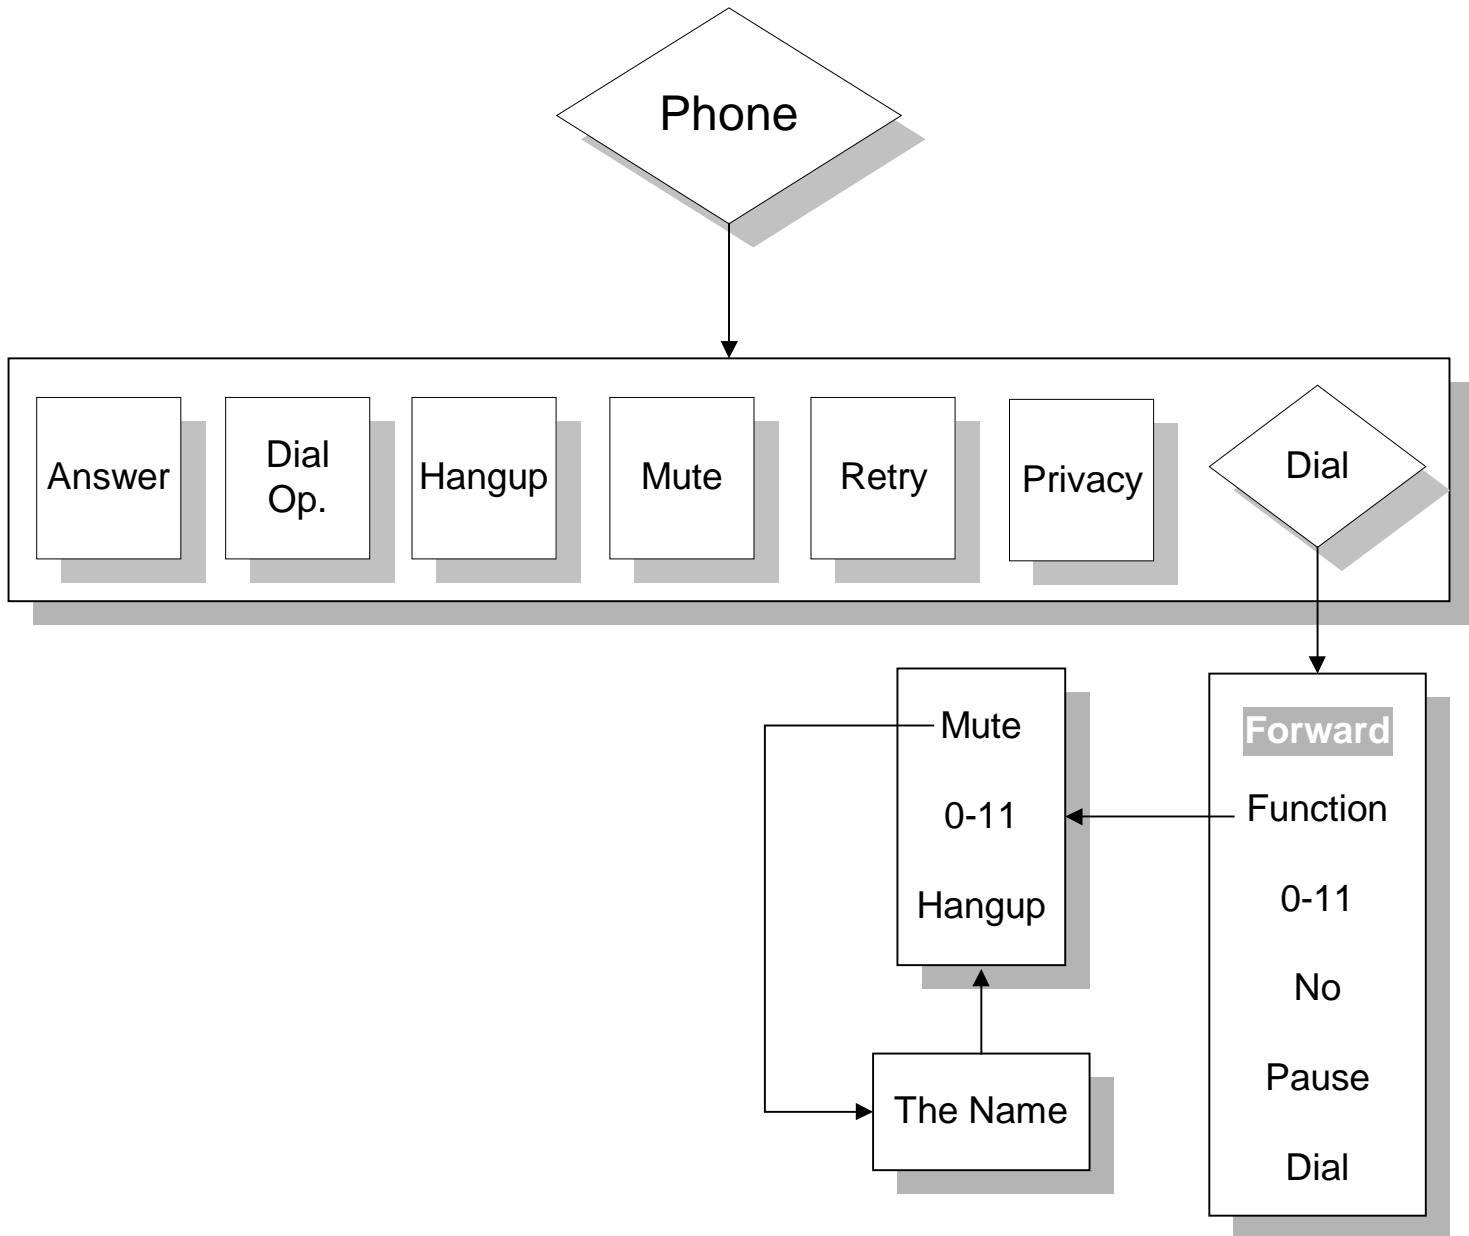 Phone
Answer
Dial
Op.
Hangup
Mute
Retry
Privacy
Dial
Mute
0-11
Hangup
The Name
Forward
Function
0-11
No
Pause
Dial